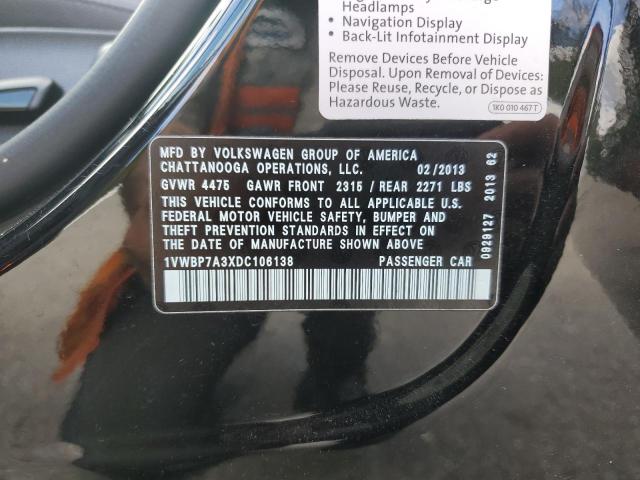 Headlamps
• Navigation Display
• Back-Lit Infotainment Display
Remove Devices Before Vehicle
Disposal. Upon Removal of Devices:
Please Reuse, Recycle, or Dispose as
Hazardous Waste.
1K0 010 467 T
MFD BY VOLKSWAGEN GROUP OF AMERICA
CHATTANOOGA OPERATIONS, LLC. 02/2013
GVWR 4475 GAWR FRONT 2315 / REAR 2271 LBS
THIS VEHICLE CONFORMS TO ALL APPLICABLE U.S.
FEDERAL MOTOR VEHICLE SAFETY, BUMPER AND
THEFT PREVENTION STANDARDS IN EFFECT ON
THE DATE OF MANUFACTURE SHOWN ABOVE
1VWBP7A3XDC106138 PASSENGER CAR
0929127 2013 62